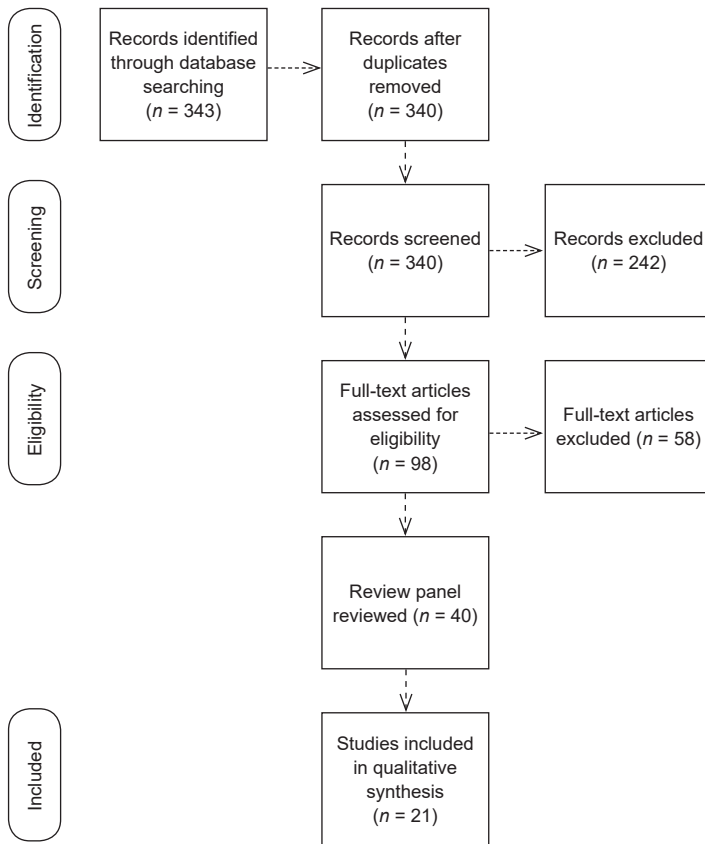 Identification
Records identified
through database
searching
(n = 343)
Records after
duplicates
removed
(n = 340)
Screening
Records screened
(n = 340)
Records excluded
(n = 242)
Eligibility
Full-text articles
assessed for
eligibility
(n = 98)
Full-text articles
excluded (n = 58)
Review panel
reviewed (n = 40)
Included
Studies included
in qualitative
synthesis
(n = 21)